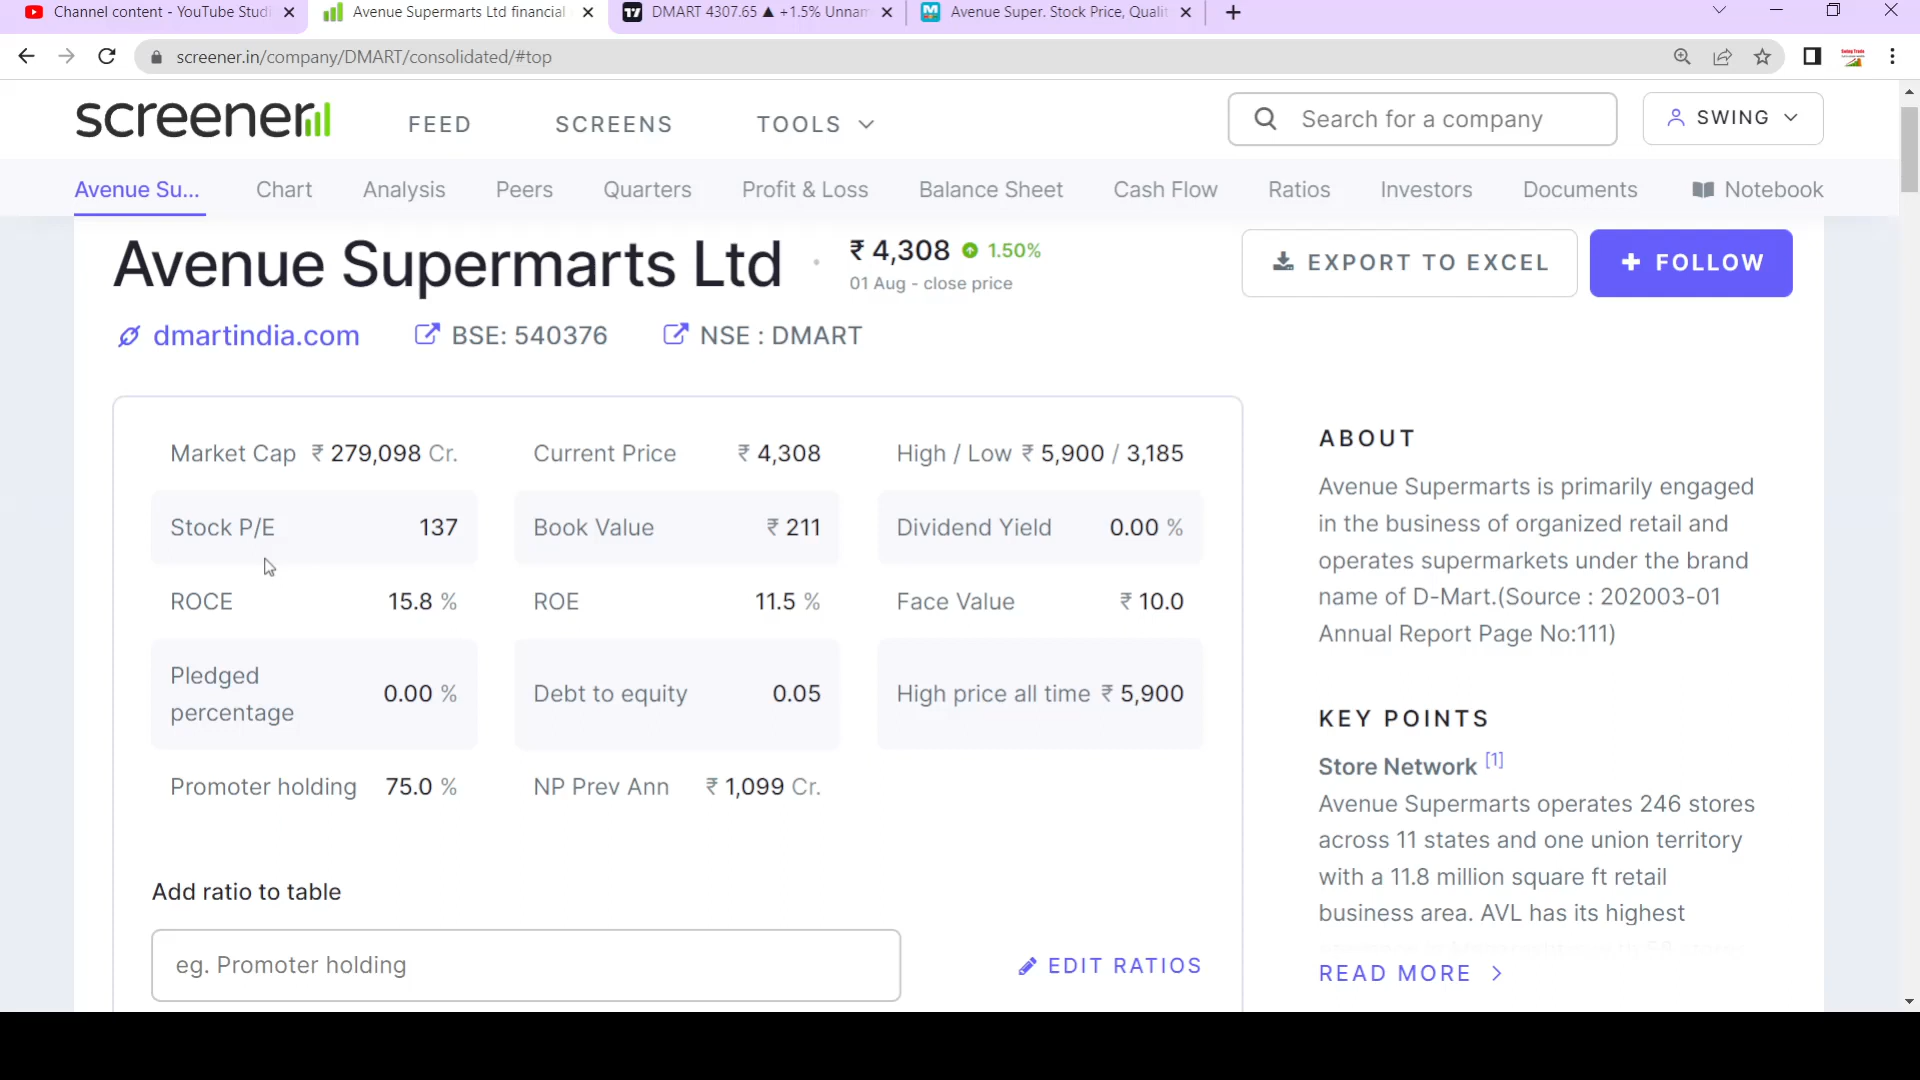 Channel content - YouTube Studi
Avenue Supermarts Ltd financial
DMART 4307.65 ▲ +1.5% Unnam
Avenue Super. Stock Price, Qualit
screener.in/company/DMART/consolidated/#top
screener
FEED
SCREENS
TOOLS
Search for a company
SWING
Avenue Su...
Chart
Analysis
Peers
Quarters
Profit & Loss
Balance Sheet
Cash Flow
Ratios
Investors
Documents
Notebook
Avenue Supermarts Ltd
₹ 4,308 1.50%
01 Aug - close price
EXPORT TO EXCEL
+ FOLLOW
dmartindia.com
BSE: 540376
NSE : DMART
Market Cap ₹ 279,098 Cr.
Current Price ₹ 4,308
High / Low ₹ 5,900 / 3,185
Stock P/E 137
Book Value ₹ 211
Dividend Yield 0.00 %
ROCE 15.8 %
ROE 11.5 %
Face Value ₹ 10.0
Pledged
percentage 0.00 %
Debt to equity 0.05
High price all time ₹ 5,900
Promoter holding 75.0 %
NP Prev Ann ₹ 1,099 Cr.
Add ratio to table
eg. Promoter holding
EDIT RATIOS
ABOUT
Avenue Supermarts is primarily engaged
in the business of organized retail and
operates supermarkets under the brand
name of D-Mart.(Source : 202003-01
Annual Report Page No:111)
KEY POINTS
Store Network [1]
Avenue Supermarts operates 246 stores
across 11 states and one union territory
with a 11.8 million square ft retail
business area. AVL has its highest
READ MORE